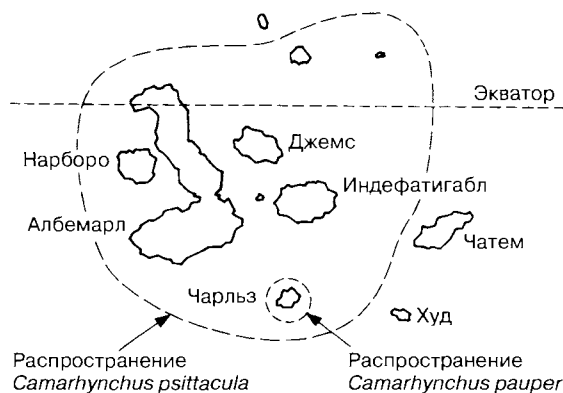 Экватор
Джемс
Нарборо
Индефатигабл
Албемарл
Чатем
Чарльз
Худ
Распространение
Camarhynchus psittacula
Распространение
Camarhynchus pauper